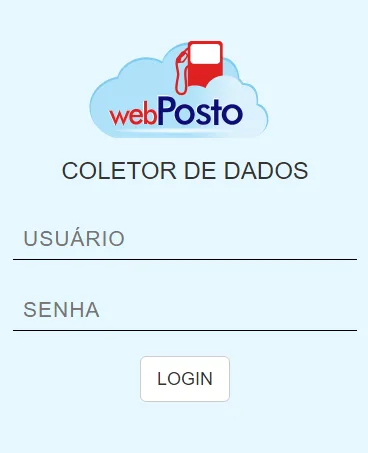 webPosto
COLETOR DE DADOS
USUÁRIO
SENHA
LOGIN